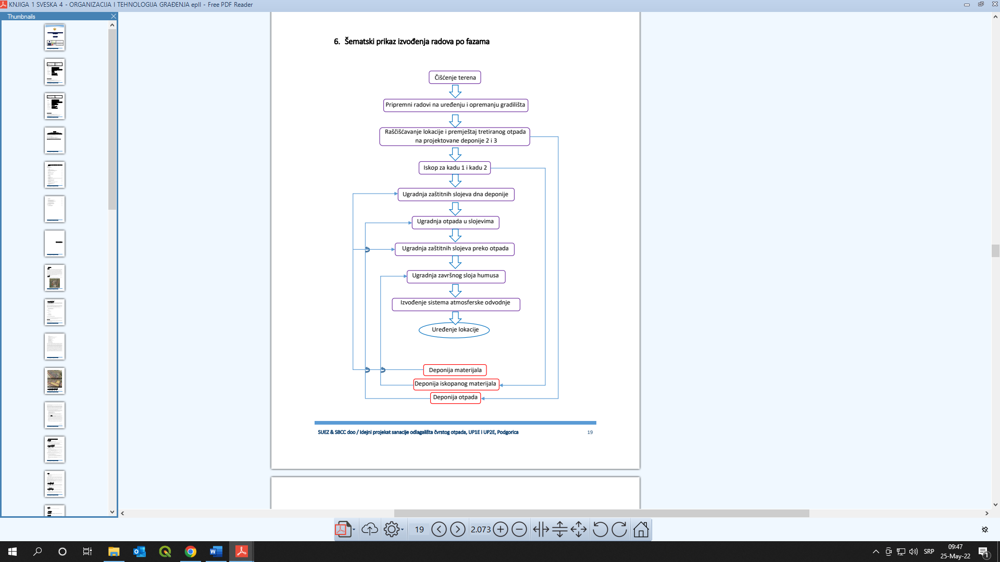 KNJIGA 1 SVESKA 4 - ORGANIZACIJA I TEHNOLOGIJA GRAĐENJA epII - Free PDF Reader
Thumbnails
6. Šematski prikaz izvođenja radova po fazama
Čišćenje terena
Pripremni radovi na uređenju i opremanju gradilišta
Raščišćavanje lokacije i premještaj tretiranog otpada
na projektovane deponije 2 i 3
Iskop za kadu 1 i kadu 2
Ugradnja zaštitnih slojeva dna deponije
Ugradnja otpada u slojevima
Ugradnja zaštitnih slojeva preko otpada
Ugradnja završnog sloja humusa
Izvođenje sistema atmosferske odvodnje
Uređenje lokacije
Deponija materijala
Deponija iskopanog materijala
Deponija otpada
SUEZ & SBCC doo / Idejni projekat sanacije odlagališta čvrstog otpada, UP1E i UP2E, Podgorica
19
19
2.073
SRP
09:47
25-May-22
1